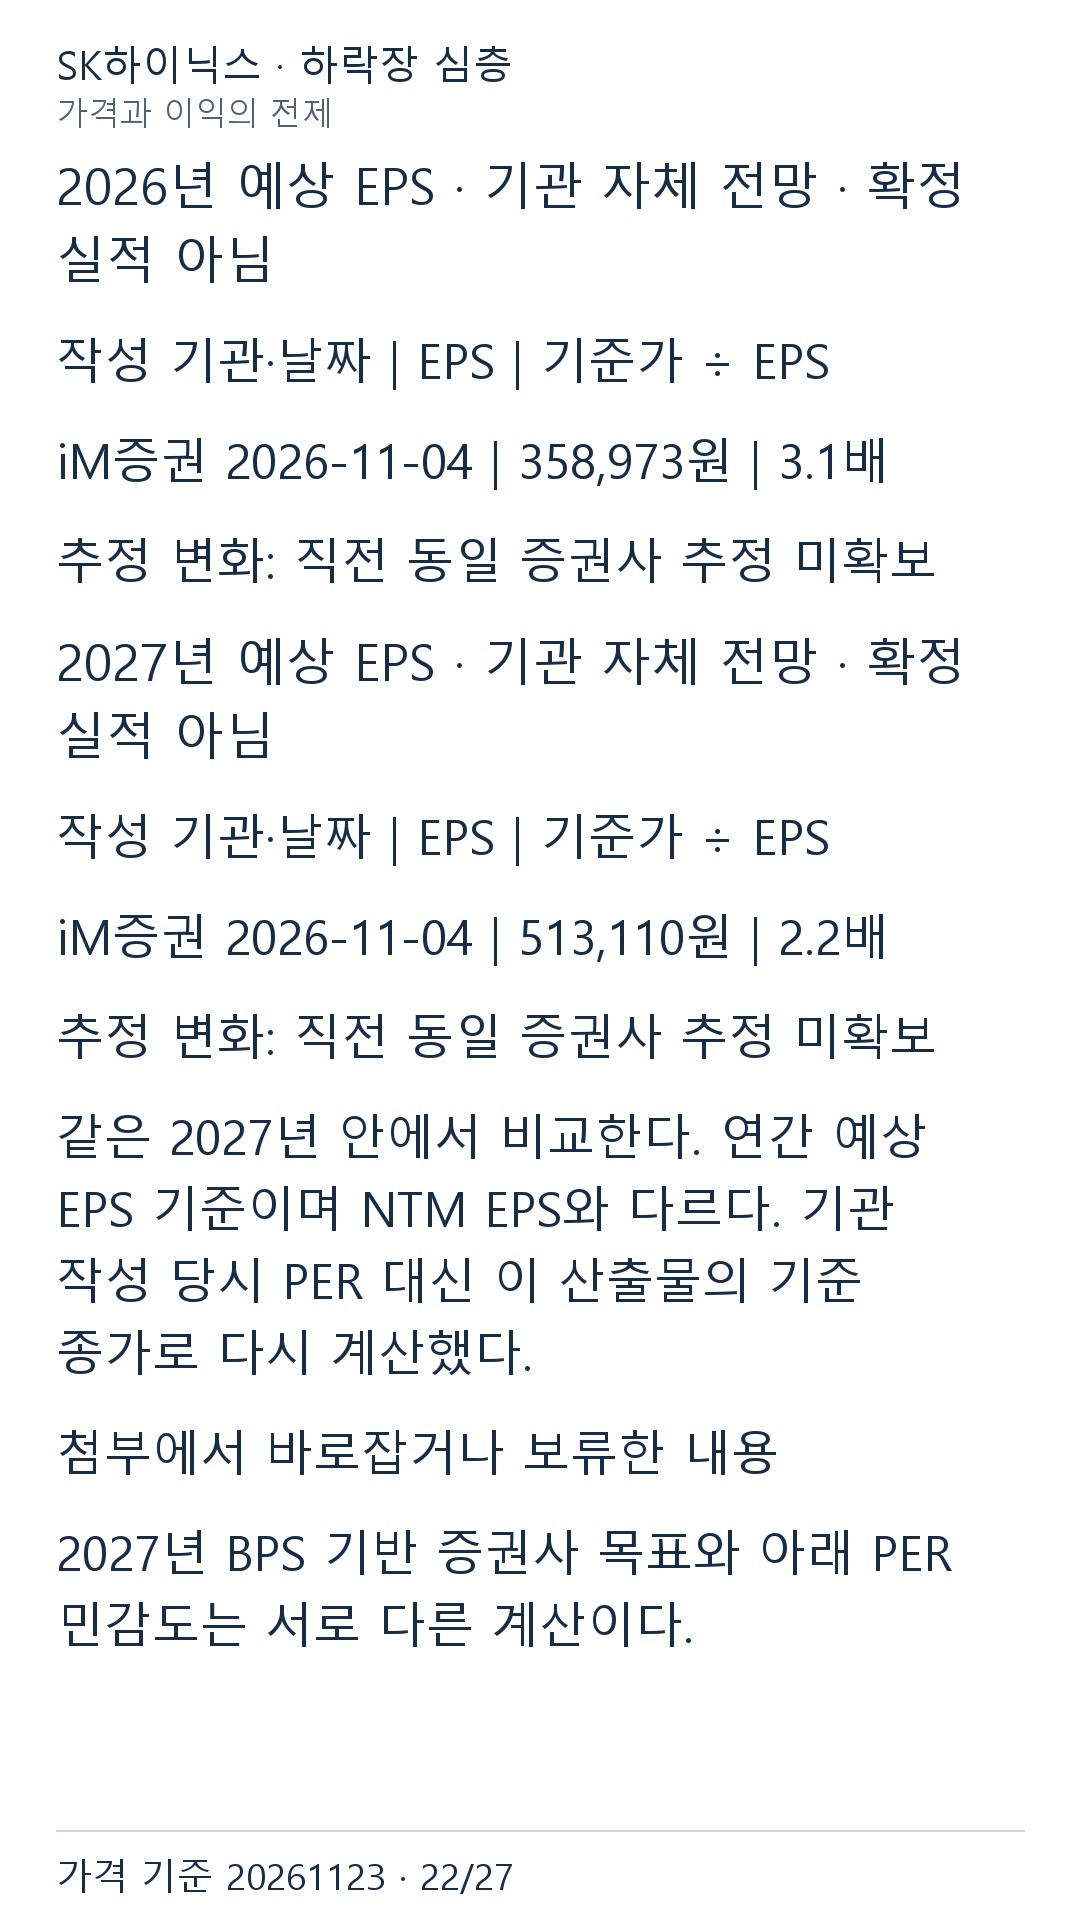 SK하이닉스 · 하락장 심층
가격과 이익의 전제
2026년 예상 EPS · 기관 자체 전망 · 확정
실적 아님
작성 기관·날짜 | EPS | 기준가 ÷ EPS
iM증권 2026-11-04 | 358,973원 | 3.1배
추정 변화: 직전 동일 증권사 추정 미확보
2027년 예상 EPS · 기관 자체 전망 · 확정
실적 아님
작성 기관·날짜 | EPS | 기준가 ÷ EPS
iM증권 2026-11-04 | 513,110원 | 2.2배
추정 변화: 직전 동일 증권사 추정 미확보
같은 2027년 안에서 비교한다. 연간 예상
EPS 기준이며 NTM EPS와 다르다. 기관
작성 당시 PER 대신 이 산출물의 기준
종가로 다시 계산했다.
첨부에서 바로잡거나 보류한 내용
2027년 BPS 기반 증권사 목표와 아래 PER
민감도는 서로 다른 계산이다.
가격 기준 20261123 · 22/27